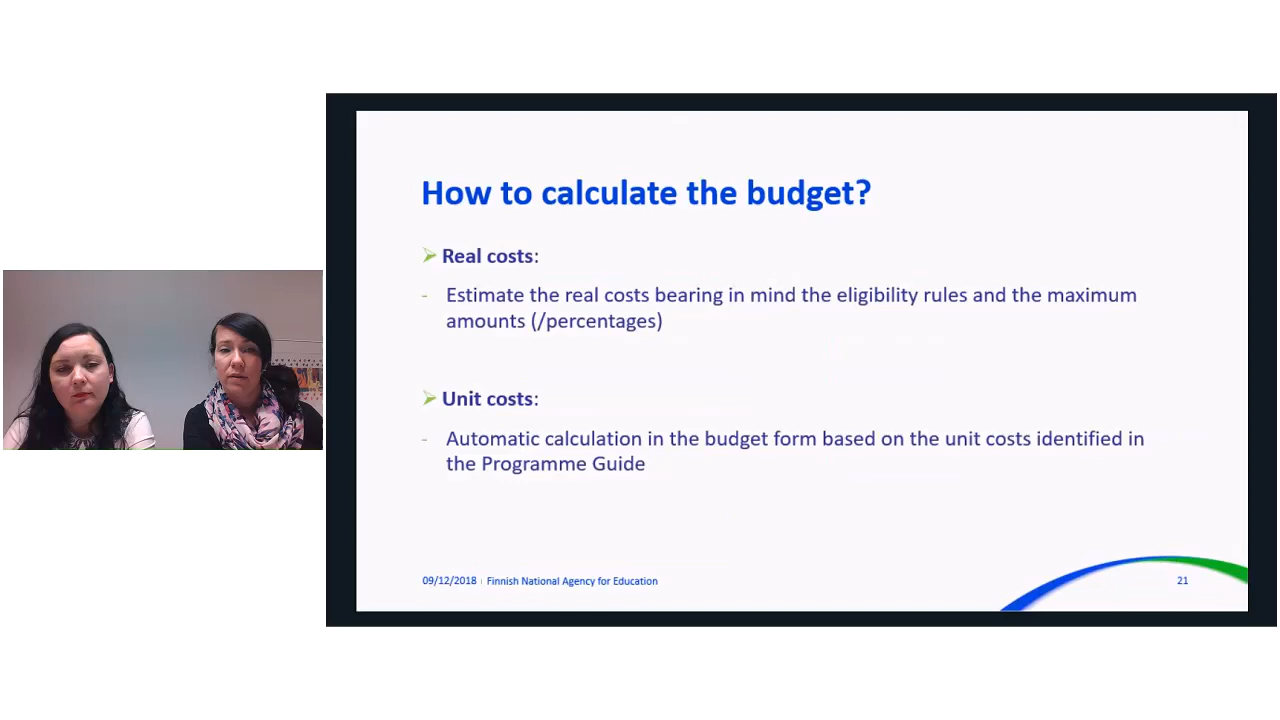 How to calculate the budget?
Real costs:
- Estimate the real costs bearing in mind the eligibility rules and the maximum
amounts (/percentages)
Unit costs:
- Automatic calculation in the budget form based on the unit costs identified in
the Programme Guide
09/12/2018 | Finnish National Agency for Education
21